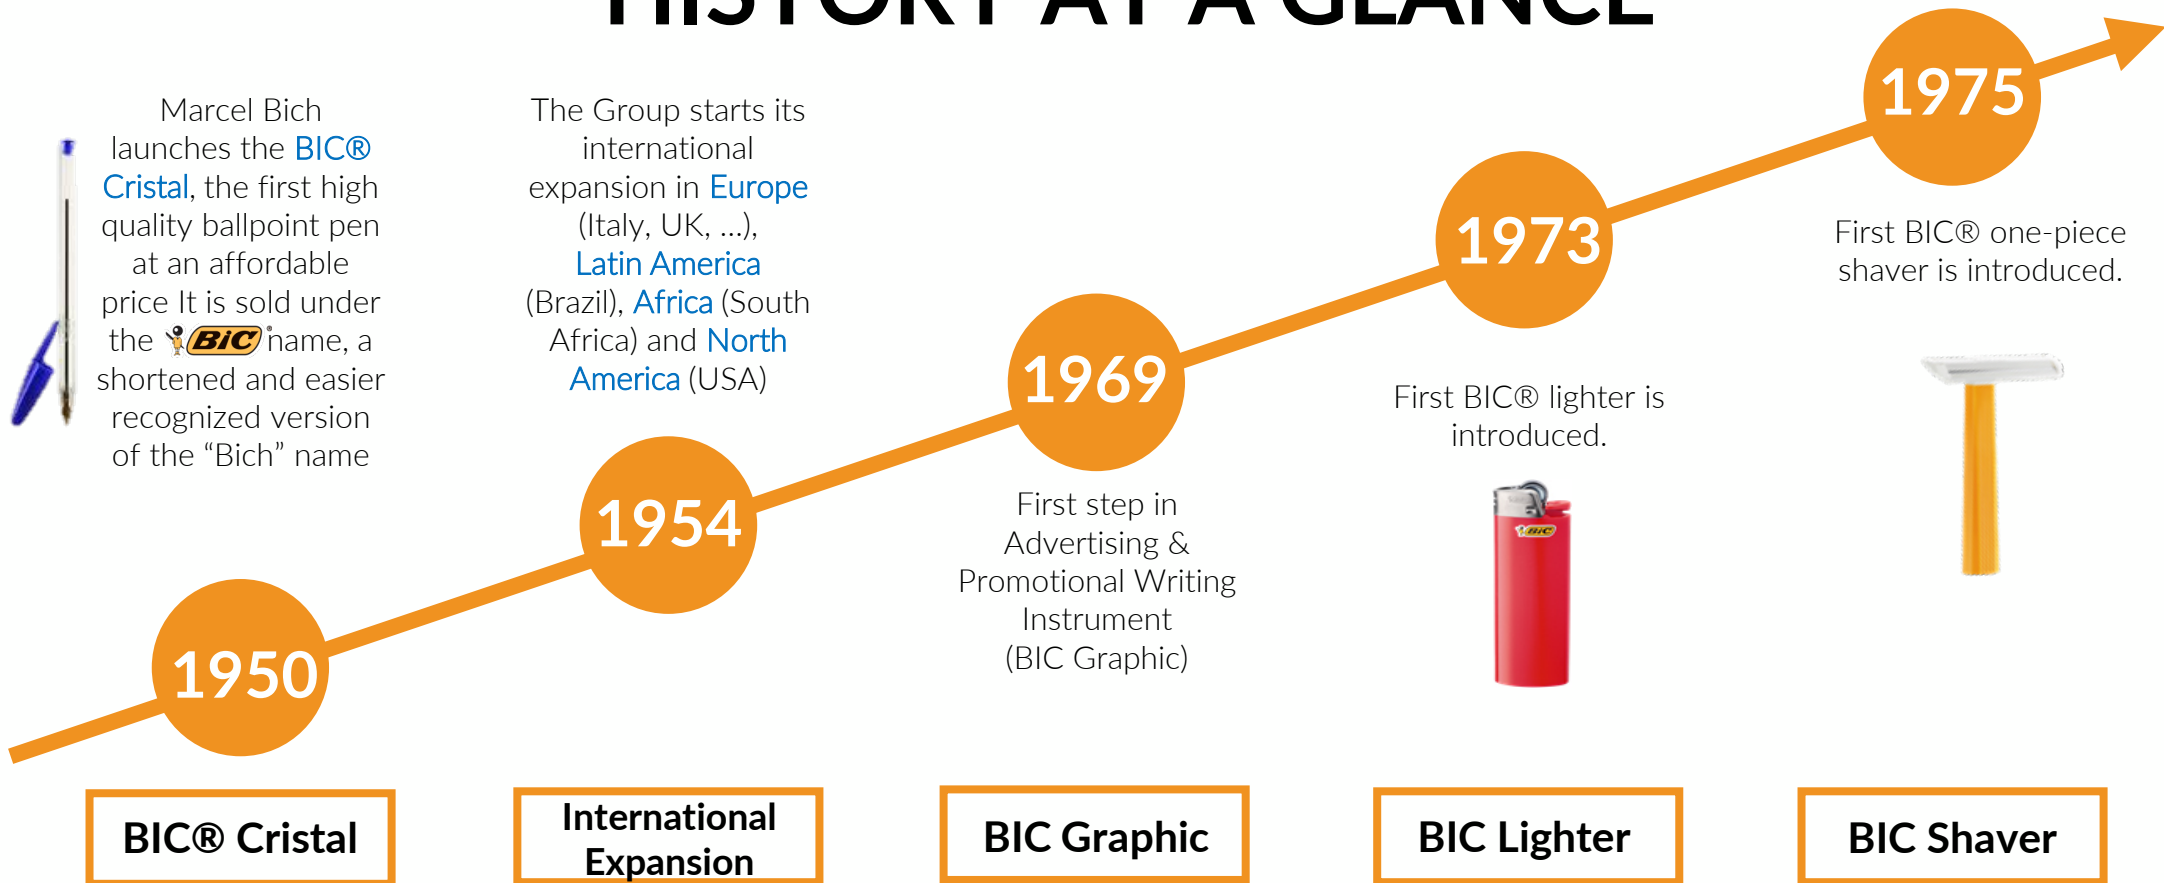 HISTORY AT A GLANCE
Marcel Bich
launches the BIC®
Cristal, the first high
quality ballpoint pen
at an affordable
price It is sold under
the BiC® name, a
shortened and easier
recognized version
of the “Bich” name
The Group starts its
international
expansion in Europe
(Italy, UK, ...),
Latin America
(Brazil), Africa (South
Africa) and North
America (USA)
1950
1954
1969
First step in
Advertising &
Promotional Writing
Instrument
(BIC Graphic)
1973
First BIC® lighter is
introduced.
BiC
1975
First BIC® one-piece
shaver is introduced.
BIC® Cristal
International
Expansion
BIC Graphic
BIC Lighter
BIC Shaver